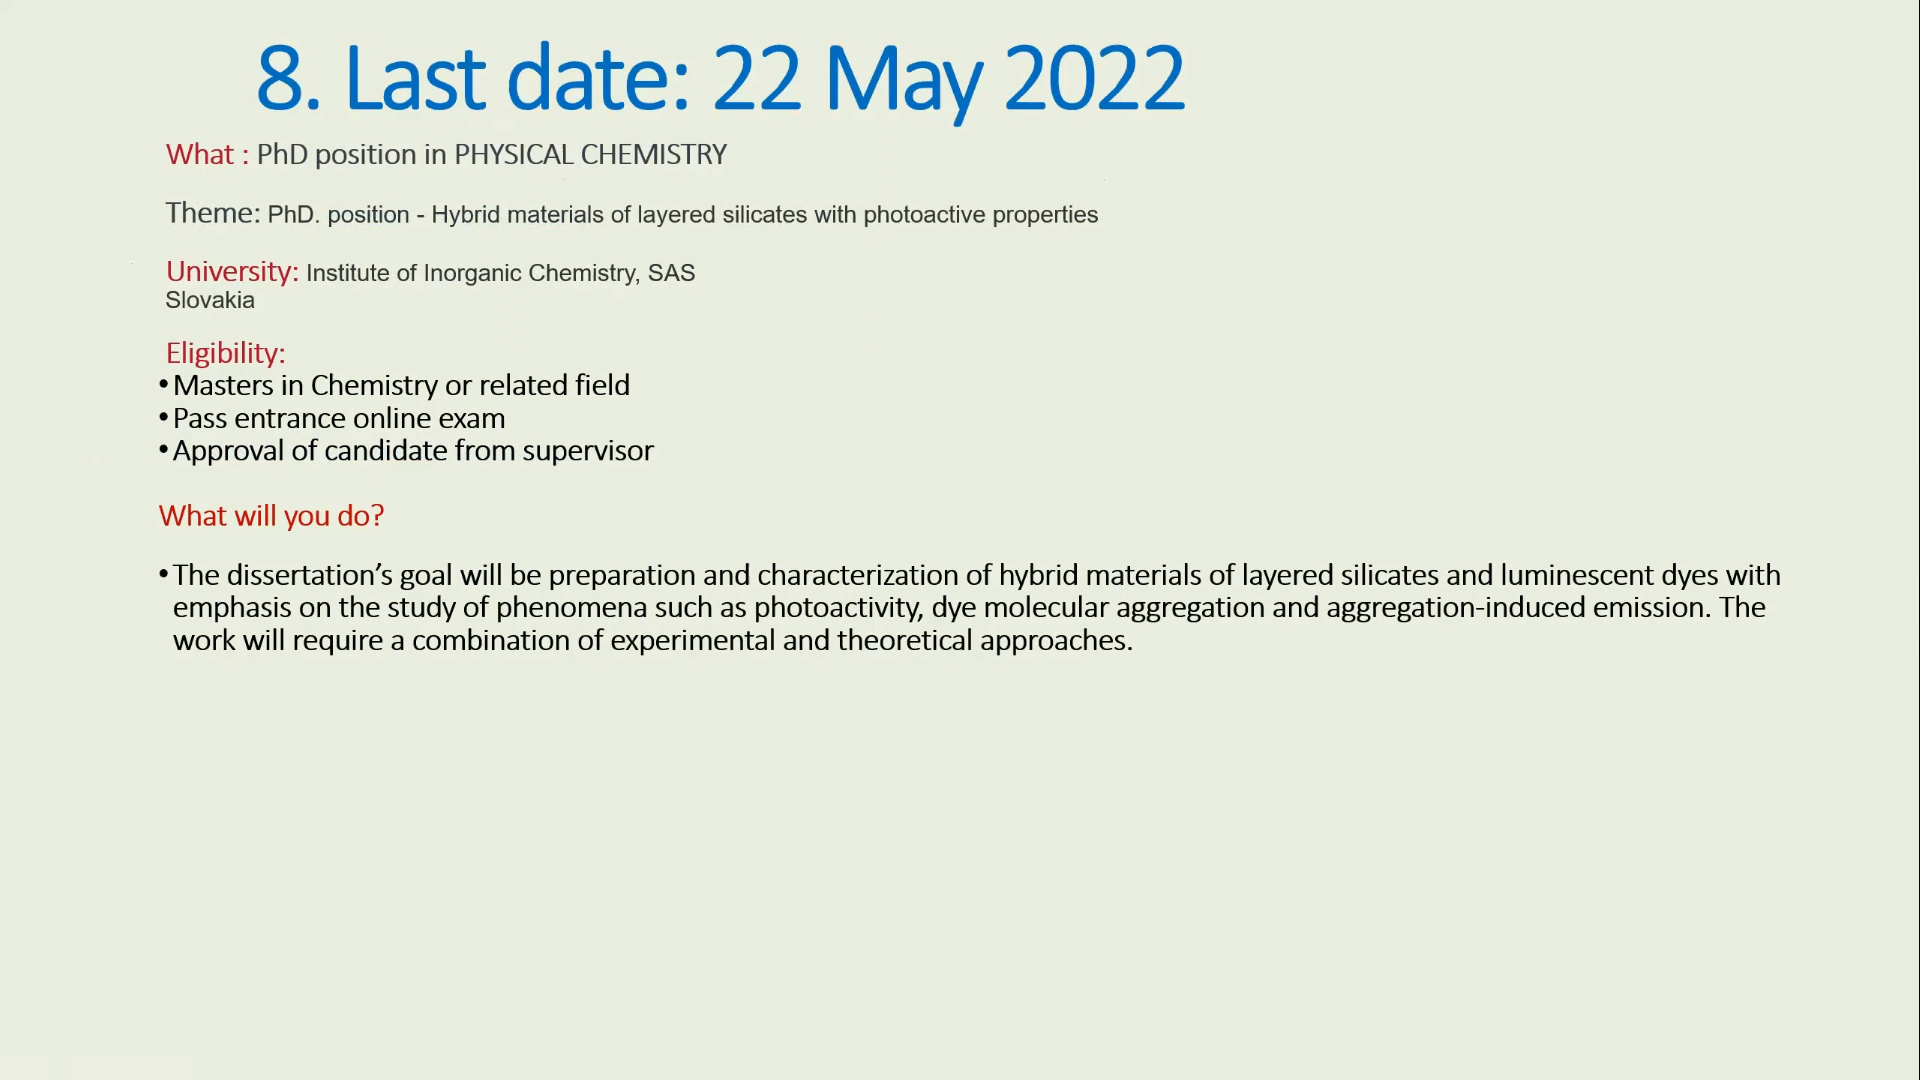 8. Last date: 22 May 2022
What : PhD position in PHYSICAL CHEMISTRY
Theme: PhD. position - Hybrid materials of layered silicates with photoactive properties
University: Institute of Inorganic Chemistry, SAS
Slovakia
Eligibility:
•Masters in Chemistry or related field
•Pass entrance online exam
•Approval of candidate from supervisor
What will you do?
•The dissertation’s goal will be preparation and characterization of hybrid materials of layered silicates and luminescent dyes with
emphasis on the study of phenomena such as photoactivity, dye molecular aggregation and aggregation-induced emission. The
work will require a combination of experimental and theoretical approaches.